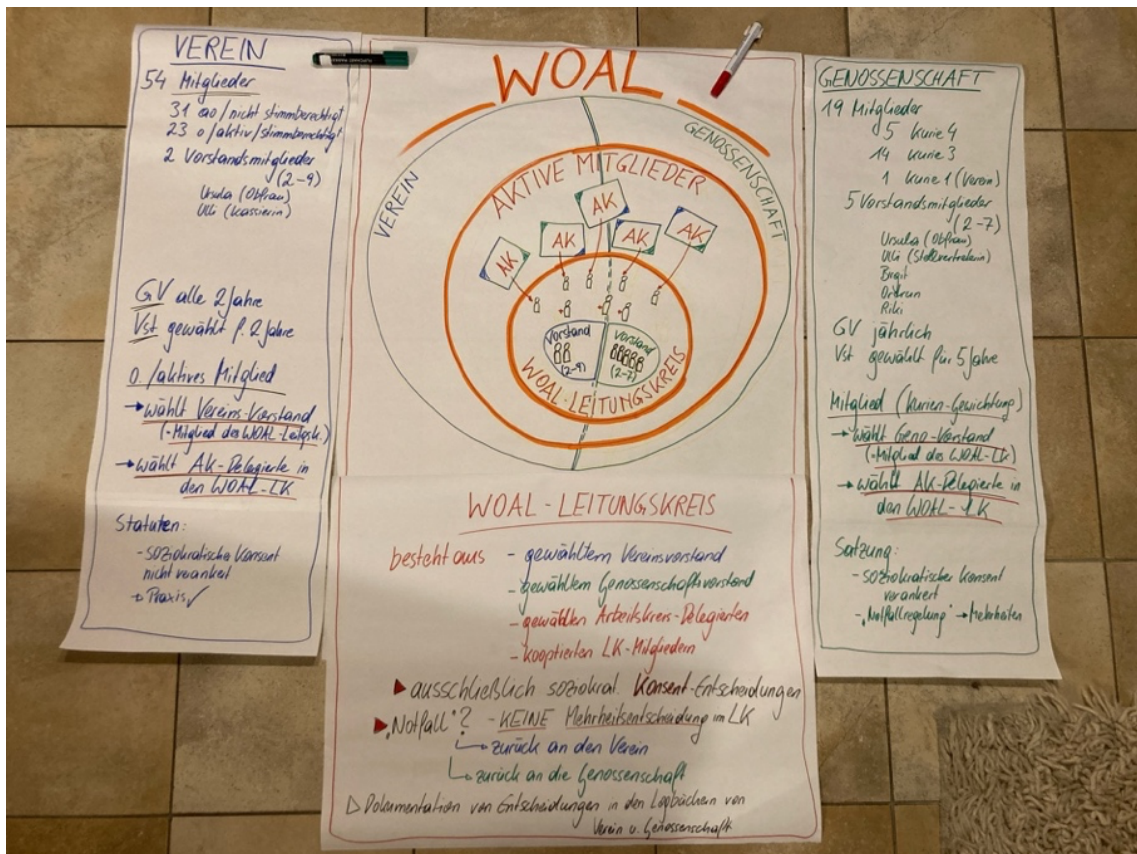 VEREIN
54 Mitglieder
31 ao/nicht stimmberechtigt
23 o/aktiv/stimmberechtigt
2 Vorstandsmitglieder
(2-9)
Ursula (Obfrau)
Ulli (Kassierin)
GV alle 2 Jahre
Vst gewählt f. 2 Jahre
o./aktives Mitglied
→ wählt Vereins-Vorstand
(=Mitglied des WOAL-Leitgsk.)
→ wählt AK-Delegierte in
den WOAL-LK
Statuten:
- soziokratischer Konsent
nicht verankert
→ Praxis ✓
WOAL
VEREIN
GENOSSENSCHAFT
AKTIVE MITGLIEDER
AK
AK
AK
AK
AK
Vorstand
(2-9)
Vorstand
(2-7)
WOAL-LEITUNGSKREIS
GENOSSENSCHAFT
19 Mitglieder
5 Kurie 4
14 Kurie 3
1 Kurie 1 (Verein)
5 Vorstandsmitglieder
(2-7)
Ursula (Obfrau)
Ulli (Stellvertreterin)
Birgit
Ortrun
Riki
GV jährlich
Vst gewählt für 5 Jahre
Mitglied (Kurien-Gewichtung)
→ wählt Geno-Vorstand
(=Mitglied des WOAL-LK)
→ wählt AK-Delegierte in
den WOAL-LK
Satzung:
- soziokratischer Konsent
verankert
- „Notfallregelung" → Mehrheiten
WOAL-LEITUNGSKREIS
besteht aus - gewähltem Vereinsvorstand
- gewähltem Genossenschaftsvorstand
- gewählten Arbeitskreis-Delegierten
- kooptierten LK-Mitgliedern
▶ ausschließlich soziokrat. Konsent-Entscheidungen
▶ „Notfall"? - KEINE Mehrheitsentscheidung im LK
↳ zurück an den Verein
↳ zurück an die Genossenschaft
▷ Dokumentation von Entscheidungen in den Logbüchern von
Verein u. Genossenschaft